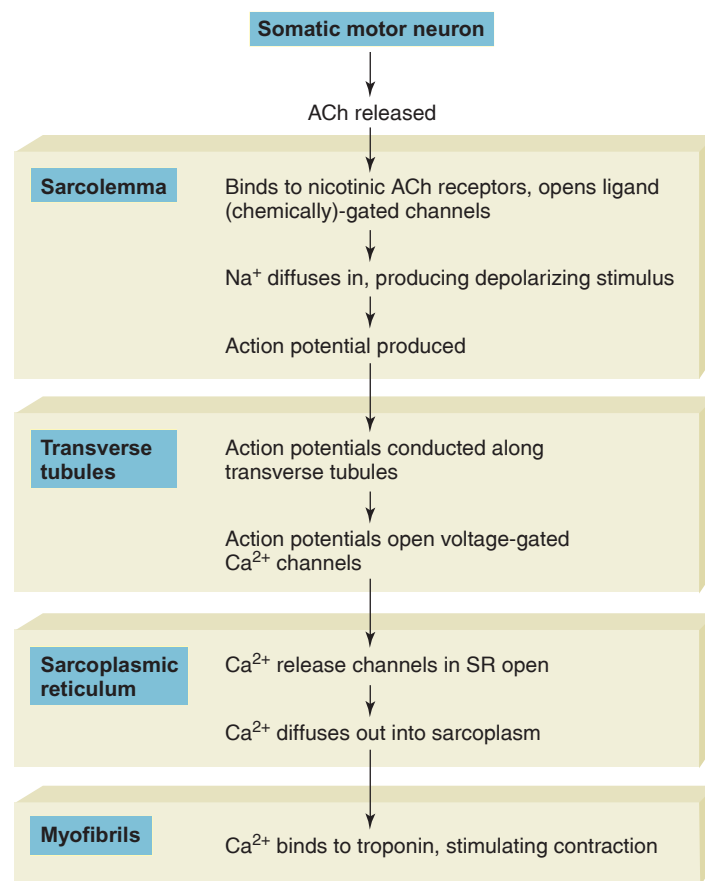 Somatic motor neuron
ACh released
Sarcolemma
Binds to nicotinic ACh receptors, opens ligand
(chemically)-gated channels
Na⁺ diffuses in, producing depolarizing stimulus
Action potential produced
Transverse
tubules
Action potentials conducted along
transverse tubules
Action potentials open voltage-gated
Ca²⁺ channels
Sarcoplasmic
reticulum
Ca²⁺ release channels in SR open
Ca²⁺ diffuses out into sarcoplasm
Myofibrils
Ca²⁺ binds to troponin, stimulating contraction